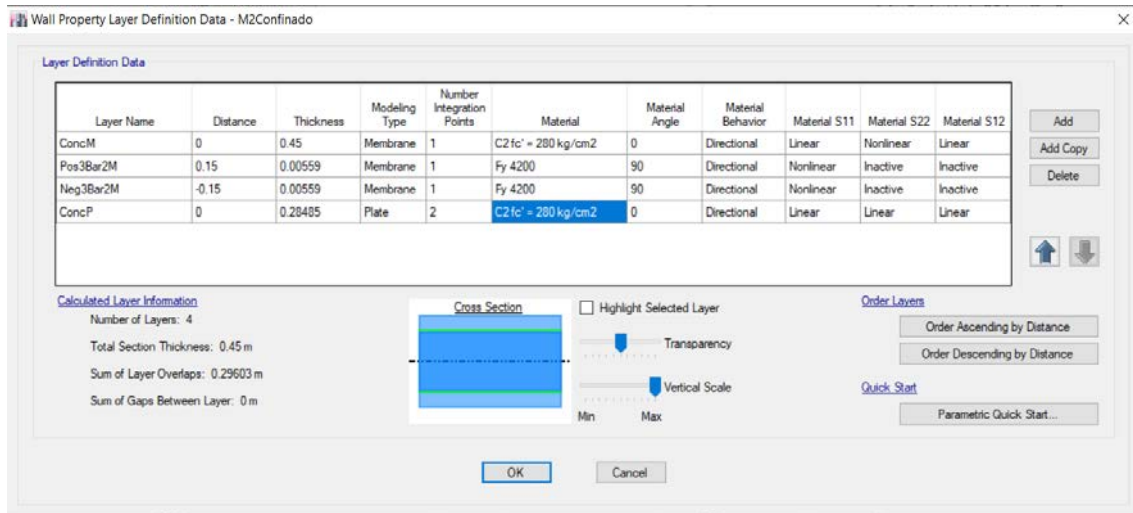 Wall Property Layer Definition Data - M2Confinado
Layer Definition Data
Layer Name Distance Thickness Modeling Type Number Integration Points Material Material Angle Material Behavior Material S11 Material S22 Material S12
ConcM 0 0.45 Membrane 1 C2 fc' = 280 kg/cm2 0 Directional Linear Nonlinear Linear
Pos3Bar2M 0.15 0.00559 Membrane 1 Fy 4200 90 Directional Nonlinear Inactive Inactive
Neg3Bar2M -0.15 0.00559 Membrane 1 Fy 4200 90 Directional Nonlinear Inactive Inactive
ConcP 0 0.28485 Plate 2 C2 fc' = 280 kg/cm2 0 Directional Linear Linear Linear
Add
Add Copy
Delete
Calculated Layer Information
Number of Layers: 4
Total Section Thickness: 0.45 m
Sum of Layer Overlaps: 0.29603 m
Sum of Gaps Between Layer: 0 m
Cross Section
Highlight Selected Layer
Transparency
Vertical Scale
Min Max
Order Layers
Order Ascending by Distance
Order Descending by Distance
Quick Start
Parametric Quick Start...
OK
Cancel